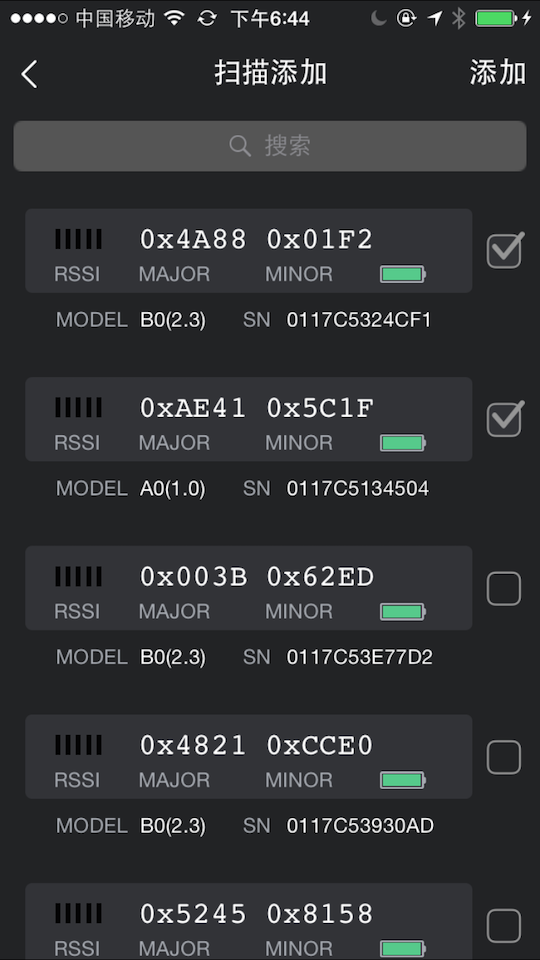 中国移动 下午6:44
扫描添加 添加
搜索
0x4A88 0x01F2
RSSI MAJOR MINOR
MODEL B0(2.3) SN 0117C5324CF1
0xAE41 0x5C1F
RSSI MAJOR MINOR
MODEL A0(1.0) SN 0117C5134504
0x003B 0x62ED
RSSI MAJOR MINOR
MODEL B0(2.3) SN 0117C53E77D2
0x4821 0xCCE0
RSSI MAJOR MINOR
MODEL B0(2.3) SN 0117C53930AD
0x5245 0x8158
RSSI MAJOR MINOR